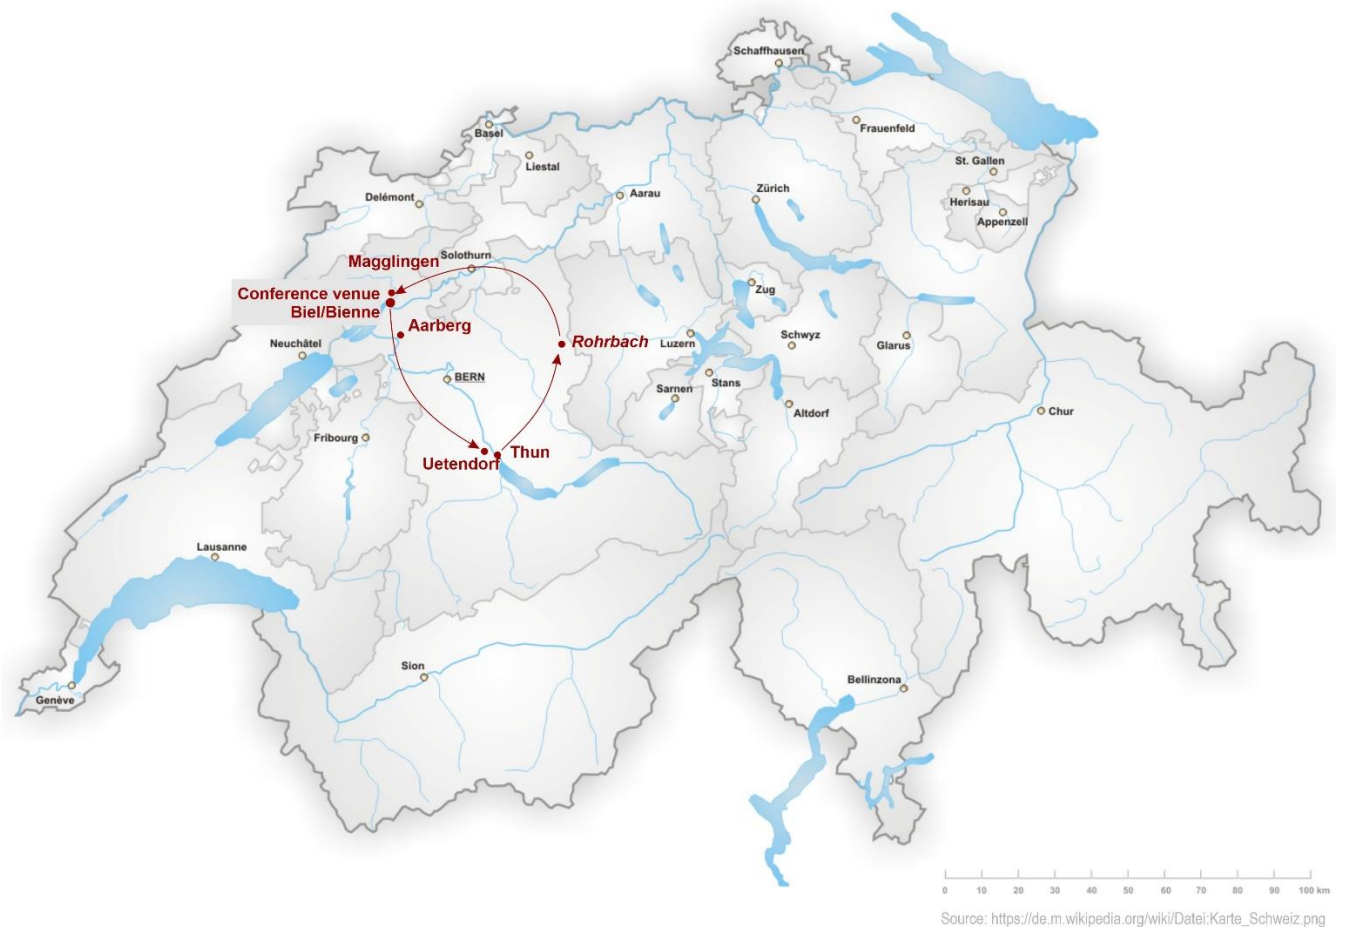 Schaffhausen
Basel
Frauenfeld
Liestal
St. Gallen
Delémont
Aarau
Zürich
Herisau
Appenzell
Solothurn
Magglingen
Conference venue
Biel/Bienne
Zug
Aarberg
Neuchâtel
Rohrbach
Luzern
Schwyz
Glarus
BERN
Sarnen
Stans
Altdorf
Chur
Fribourg
Thun
Uetendorf
Lausanne
Sion
Bellinzona
Genève
0 10 20 30 40 50 60 70 80 90 100 km
Source: https://de.m.wikipedia.org/wiki/Datei:Karte_Schweiz.png